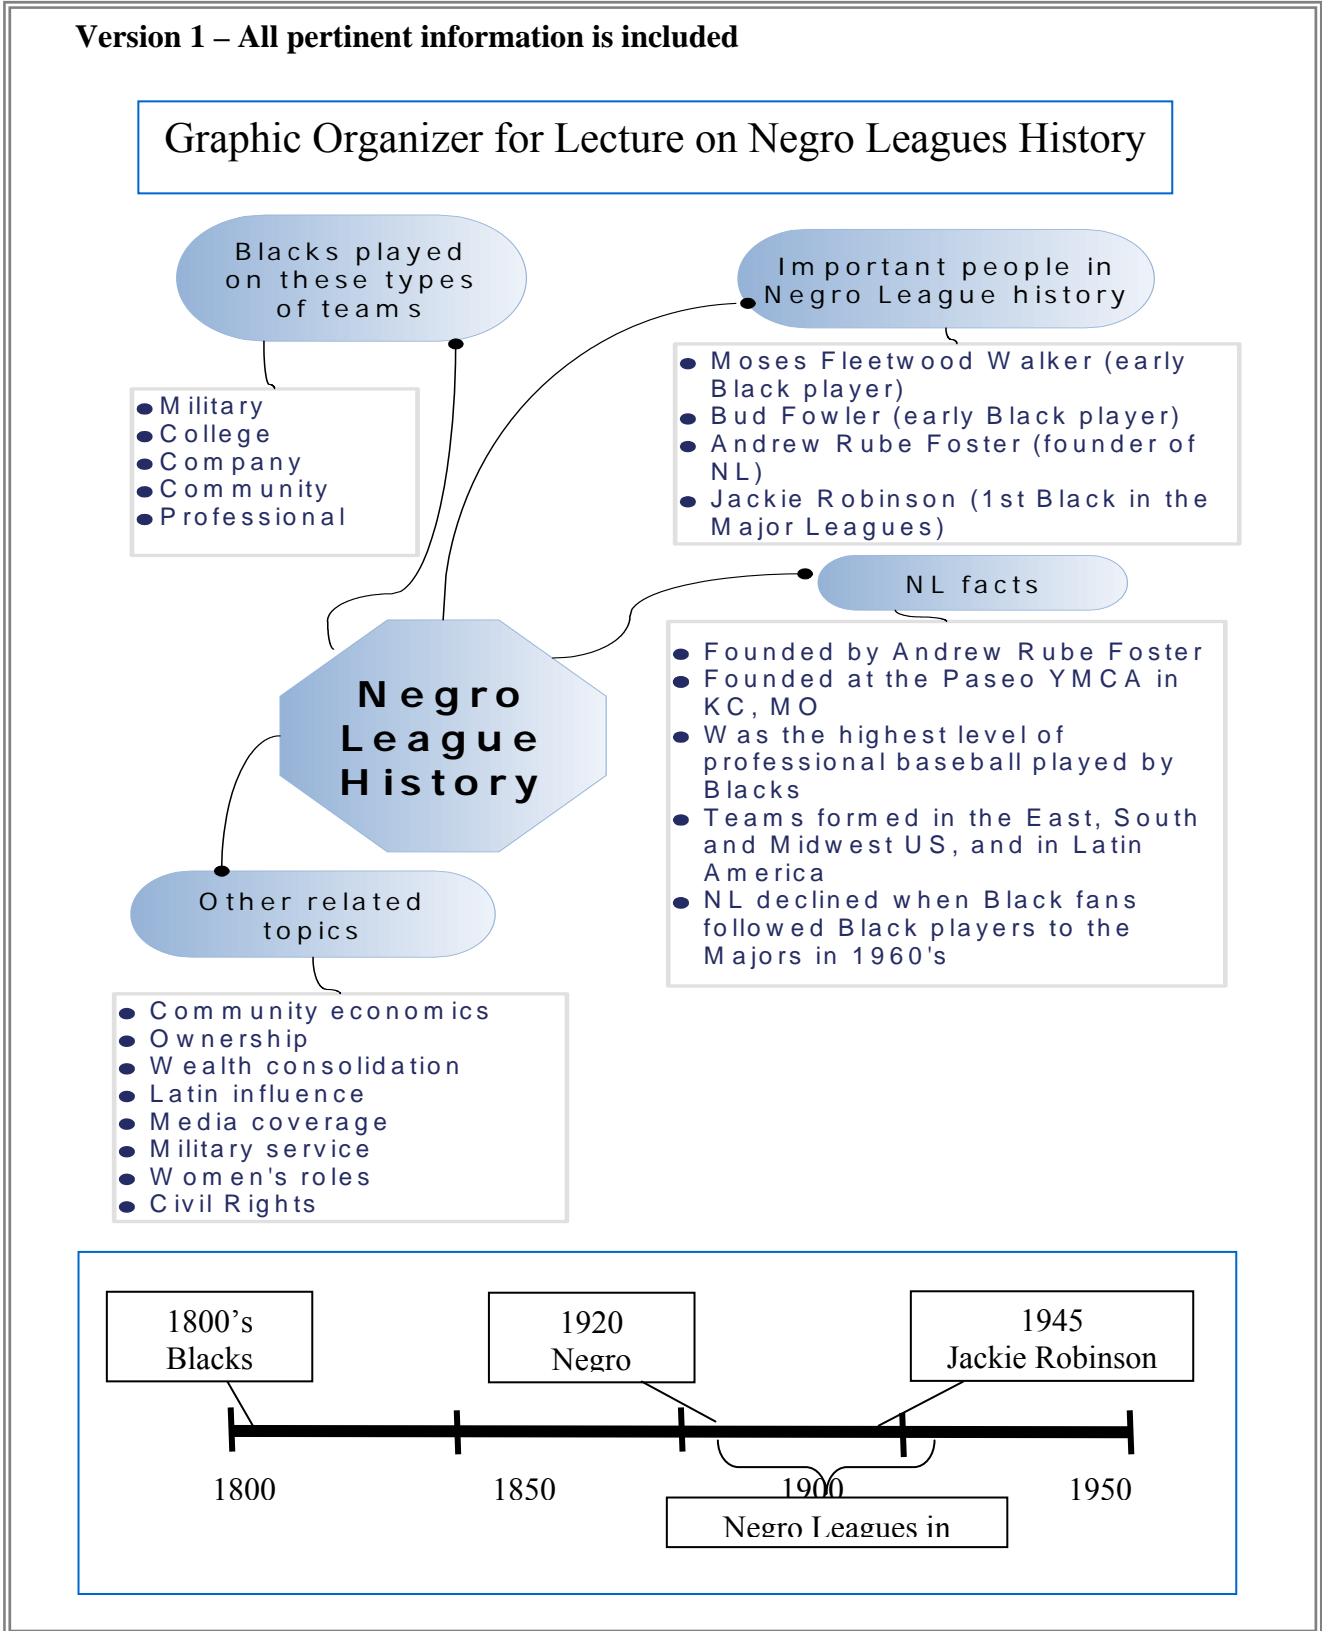 Version 1 – All pertinent information is included
Graphic Organizer for Lecture on Negro Leagues History
Blacks played
on these types
of teams
Military
College
Company
Community
Professional
Important people in
Negro League history
Moses Fleetwood Walker (early
Black player)
Bud Fowler (early Black player)
Andrew Rube Foster (founder of
NL)
Jackie Robinson (1st Black in the
Major Leagues)
NL facts
Founded by Andrew Rube Foster
Founded at the Paseo YMCA in
KC, MO
Was the highest level of
professional baseball played by
Blacks
Teams formed in the East, South
and Midwest US, and in Latin
America
NL declined when Black fans
followed Black players to the
Majors in 1960's
Negro
League
History
Other related
topics
Community economics
Ownership
Wealth consolidation
Latin influence
Media coverage
Military service
Women's roles
Civil Rights
1800’s
Blacks
1920
Negro
1945
Jackie Robinson
1800
1850
1900
1950
Negro Leagues in